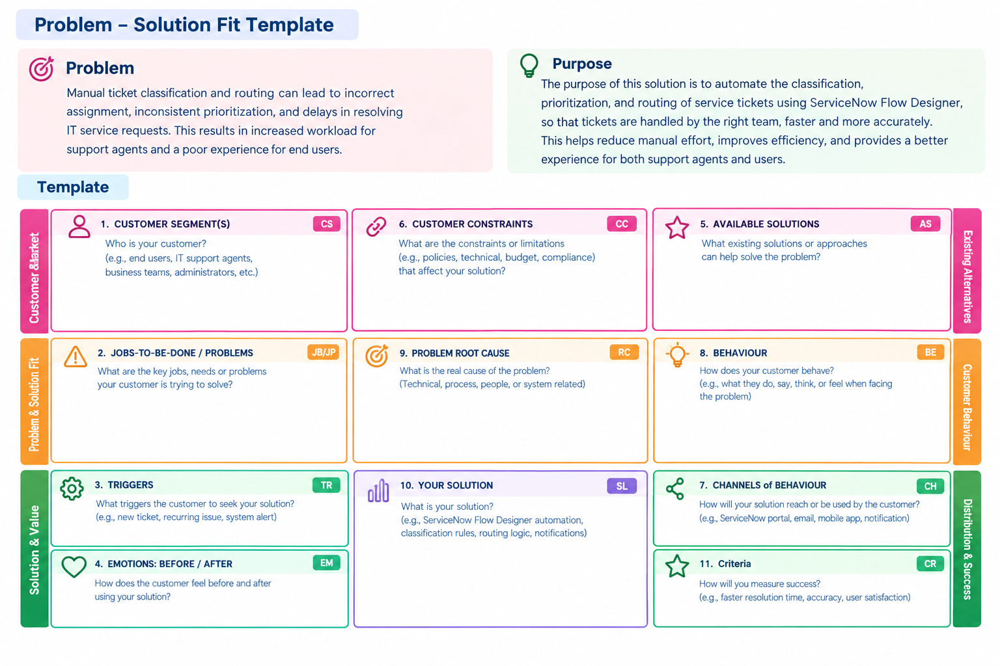 Problem – Solution Fit Template
Problem
Manual ticket classification and routing can lead to incorrect
assignment, inconsistent prioritization, and delays in resolving
IT service requests. This results in increased workload for
support agents and a poor experience for end users.
Purpose
The purpose of this solution is to automate the classification,
prioritization, and routing of service tickets using ServiceNow Flow Designer,
so that tickets are handled by the right team, faster and more accurately.
This helps reduce manual effort, improves efficiency, and provides a better
experience for both support agents and users.
Template
Customer &
1. CUSTOMER SEGMENT(S)
CS
Who is your customer?
(e.g., end users, IT support agents,
business teams, administrators, etc.)
6. CUSTOMER CONSTRAINTS
CC
What are the constraints or limitations
(e.g., policies, technical, budget, compliance)
that affect your solution?
5. AVAILABLE SOLUTIONS
AS
What existing solutions or approaches
can help solve the problem?
Existing Alternatives
Problem & Solution Fit
2. JOBS-TO-BE-DONE / PROBLEMS
JB/JP
What are the key jobs, needs or problems
your customer is trying to solve?
9. PROBLEM ROOT CAUSE
RC
What is the real cause of the problem?
(Technical, process, people, or system related)
8. BEHAVIOUR
BE
How does your customer behave?
(e.g., what they do, say, think, or feel when facing
the problem)
Customer Behaviour
Solution & Value
3. TRIGGERS
TR
What triggers the customer to seek your solution?
(e.g., new ticket, recurring issue, system alert)
4. EMOTIONS: BEFORE / AFTER
EM
How does the customer feel before and after
using your solution?
10. YOUR SOLUTION
SL
What is your solution?
(e.g., ServiceNow Flow Designer automation,
classification rules, routing logic, notifications)
7. CHANNELS of BEHAVIOUR
CH
How will your solution reach or be used by the customer?
(e.g., ServiceNow portal, email, mobile app, notification)
11. Criteria
CR
How will you measure success?
(e.g., faster resolution time, accuracy, user satisfaction)
Distribution & Success